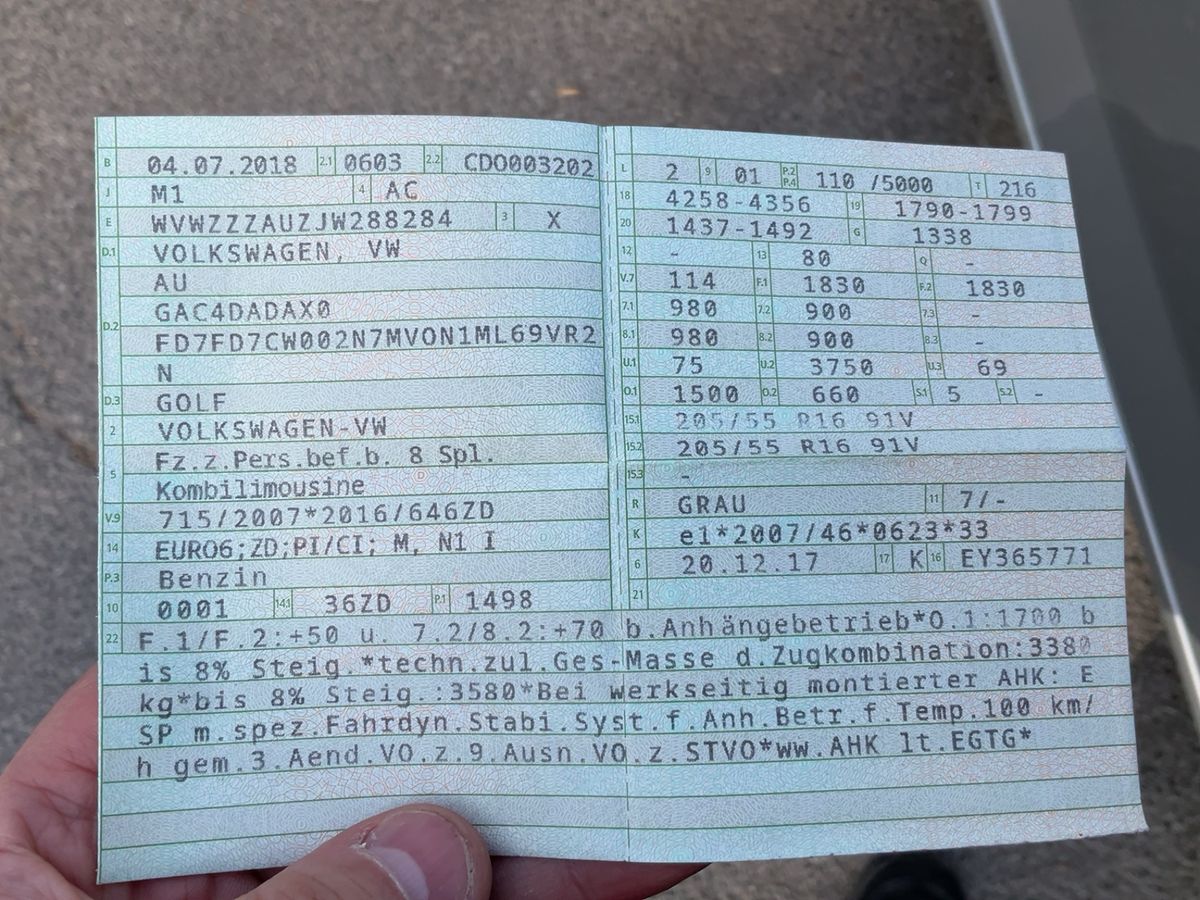 B 04.07.2018 2.1 0603 2.2 CDO003202
J M1 4 AC
E WVWZZZAUZJW288284 3 X
D.1 VOLKSWAGEN, VW
AU
D.2 GAC4DADAX0
FD7FD7CW002N7MVON1ML69VR2
N
D.3 GOLF
2 VOLKSWAGEN-VW
5 Fz.z.Pers.bef.b. 8 Spl.
Kombilimousine
V.9 715/2007*2016/646ZD
14 EURO6;ZD;PI/CI; M, N1 I
P.3 Benzin
10 0001 14.1 36ZD P.1 1498
L 2 9 01 P.2 P.4 110 /5000 T 216
18 4258-4356 19 1790-1799
20 1437-1492 G 1338
12 - 13 80 Q -
V.7 114 F.1 1830 F.2 1830
7.1 980 7.2 900 7.3 -
8.1 980 8.2 900 8.3 -
U.1 75 U.2 3750 U.3 69
O.1 1500 O.2 660 S.1 5 S.2 -
15.1 205/55 R16 91V
15.2 205/55 R16 91V
15.3 -
R GRAU 11 7/-
K e1*2007/46*0623*33
6 20.12.17 17 K 16 EY365771
21
22 F.1/F.2:+50 u. 7.2/8.2:+70 b.Anhängebetrieb*O.1:1700 b
is 8% Steig.*techn.zul.Ges-Masse d.Zugkombination:3380
kg*bis 8% Steig.:3580*Bei werkseitig montierter AHK: E
SP m.spez.Fahrdyn.Stabi.Syst.f.Anh.Betr.f.Temp.100 km/
h gem.3.Aend.VO.z.9.Ausn.VO.z.STVO*ww.AHK lt.EGTG*